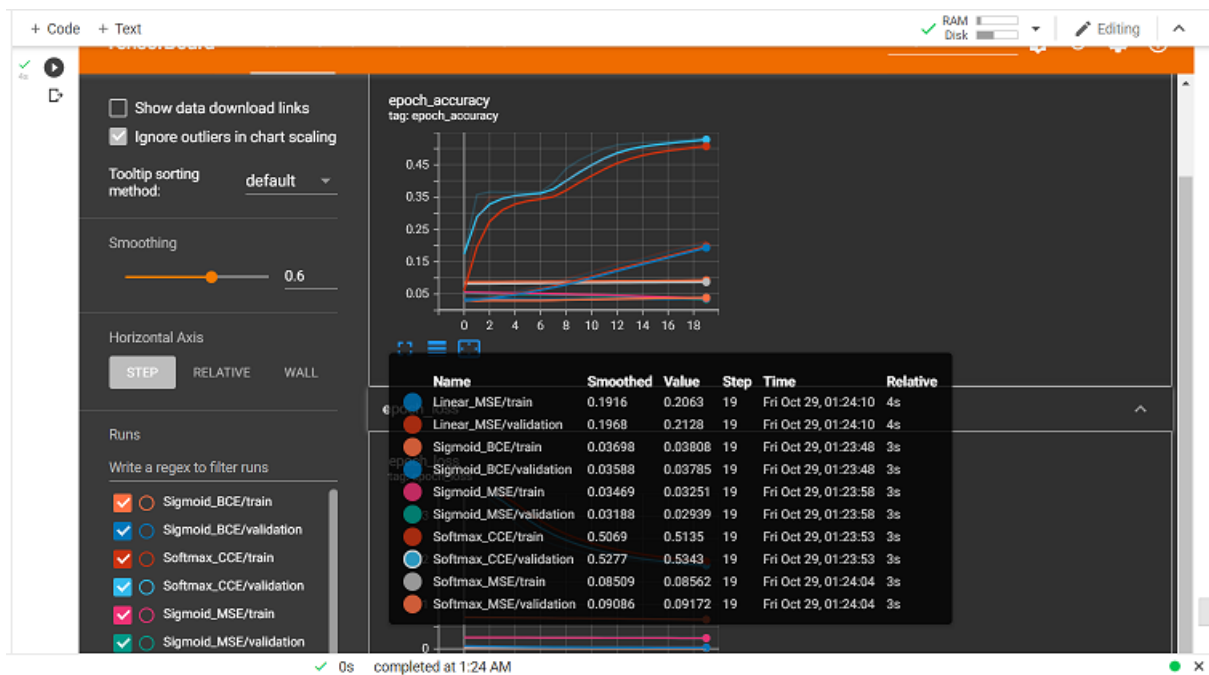 + Code + Text
RAM
Disk
Editing
4s
TensorBoard
Show data download links
Ignore outliers in chart scaling
Tooltip sorting
method:
default
Smoothing
0.6
Horizontal Axis
STEP RELATIVE WALL
Runs
Write a regex to filter runs
Sigmoid_BCE/train
Sigmoid_BCE/validation
Softmax_CCE/train
Softmax_CCE/validation
Sigmoid_MSE/train
Sigmoid_MSE/validation
epoch_accuracy
tag: epoch_accuracy
0.45
0.35
0.25
0.15
0.05
0 2 4 6 8 10 12 14 16 18
epoch_loss
epoch_loss
tag: epoch_loss
Name Smoothed Value Step Time Relative
Linear_MSE/train 0.1916 0.2063 19 Fri Oct 29, 01:24:10 4s
Linear_MSE/validation 0.1968 0.2128 19 Fri Oct 29, 01:24:10 4s
Sigmoid_BCE/train 0.03698 0.03808 19 Fri Oct 29, 01:23:48 3s
Sigmoid_BCE/validation 0.03588 0.03785 19 Fri Oct 29, 01:23:48 3s
Sigmoid_MSE/train 0.03469 0.03251 19 Fri Oct 29, 01:23:58 3s
Sigmoid_MSE/validation 0.03188 0.02939 19 Fri Oct 29, 01:23:58 3s
Softmax_CCE/train 0.5069 0.5135 19 Fri Oct 29, 01:23:53 3s
Softmax_CCE/validation 0.5277 0.5343 19 Fri Oct 29, 01:23:53 3s
Softmax_MSE/train 0.08509 0.08562 19 Fri Oct 29, 01:24:04 3s
Softmax_MSE/validation 0.09086 0.09172 19 Fri Oct 29, 01:24:04 3s
0
0s completed at 1:24 AM